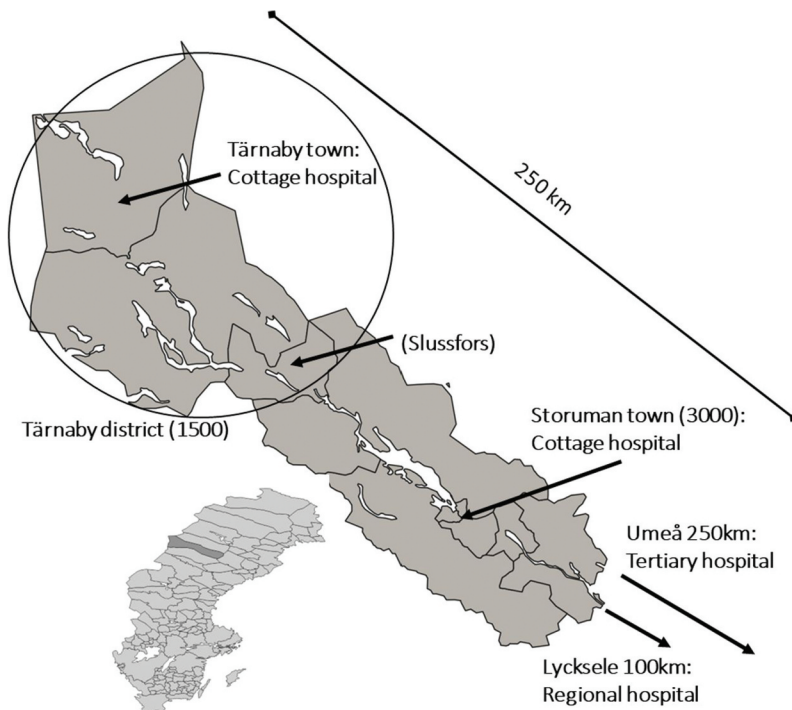 Tärnaby town:
Cottage hospital
250 km
(Slussfors)
Tärnaby district (1500)
Storuman town (3000):
Cottage hospital
Umeå 250km:
Tertiary hospital
Lycksele 100km:
Regional hospital